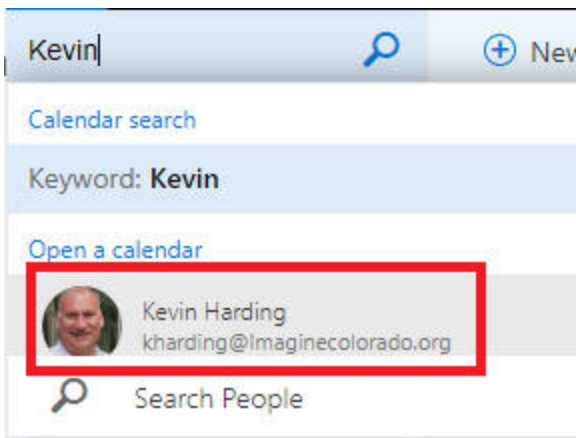 Kevin
New
Calendar search
Keyword: Kevin
Open a calendar
Kevin Harding
kharding@Imaginecolorado.org
Search People